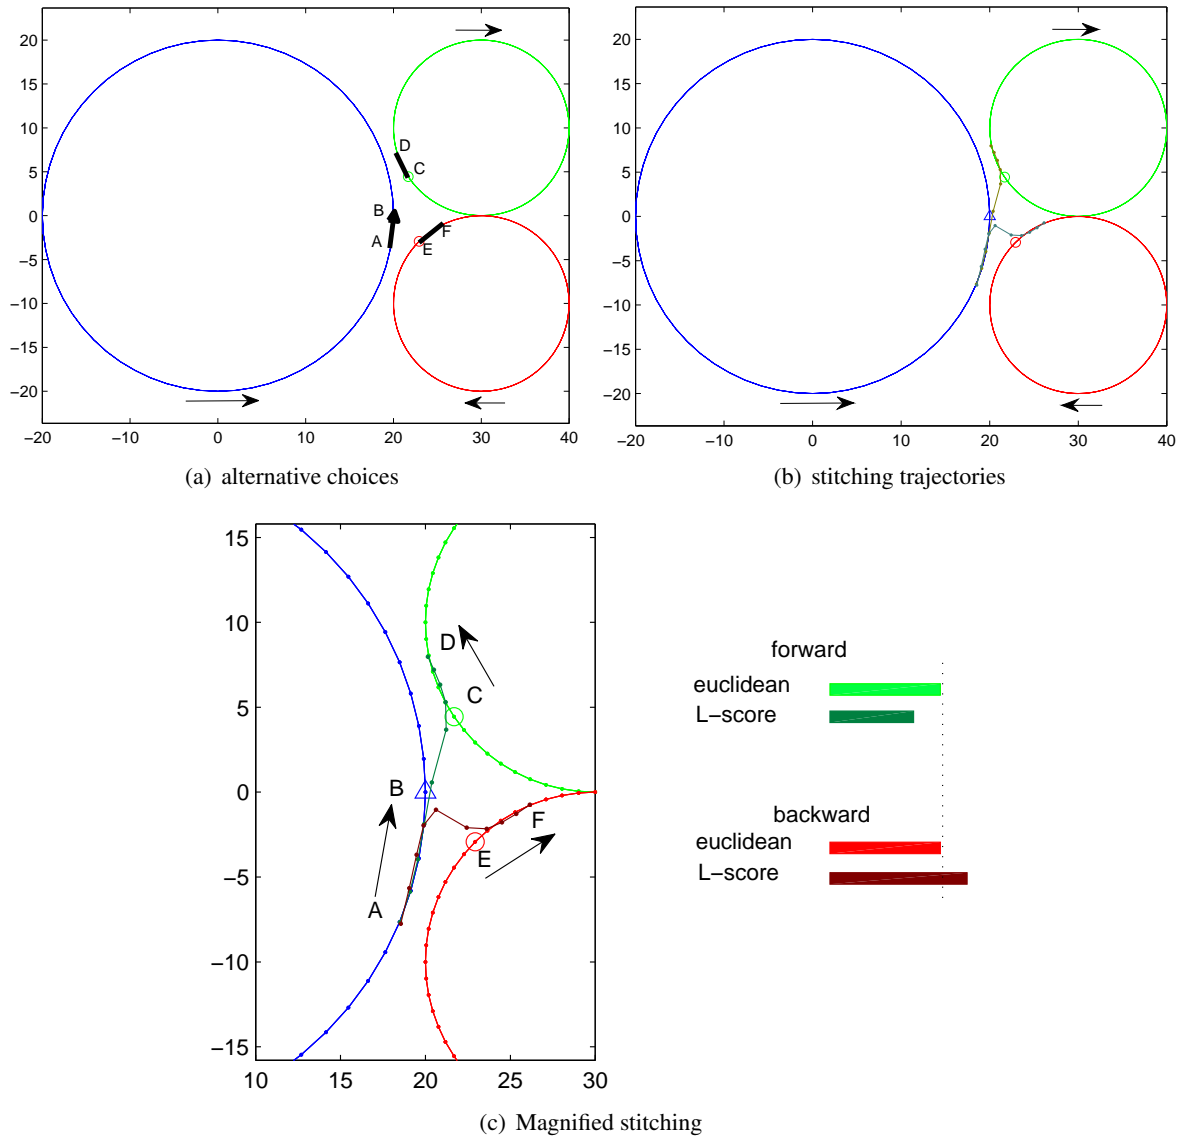 20
15
10
5
0
−5
−10
−15
−20
−20
−10
0
10
20
30
40
D
C
B
A
F
E
(a) alternative choices
20
15
10
5
0
−5
−10
−15
−20
−20
−10
0
10
20
30
40
(b) stitching trajectories
15
10
5
0
−5
−10
−15
10
15
20
25
30
D
C
B
F
E
A
forward
euclidean
L−score
backward
euclidean
L−score
(c) Magnified stitching